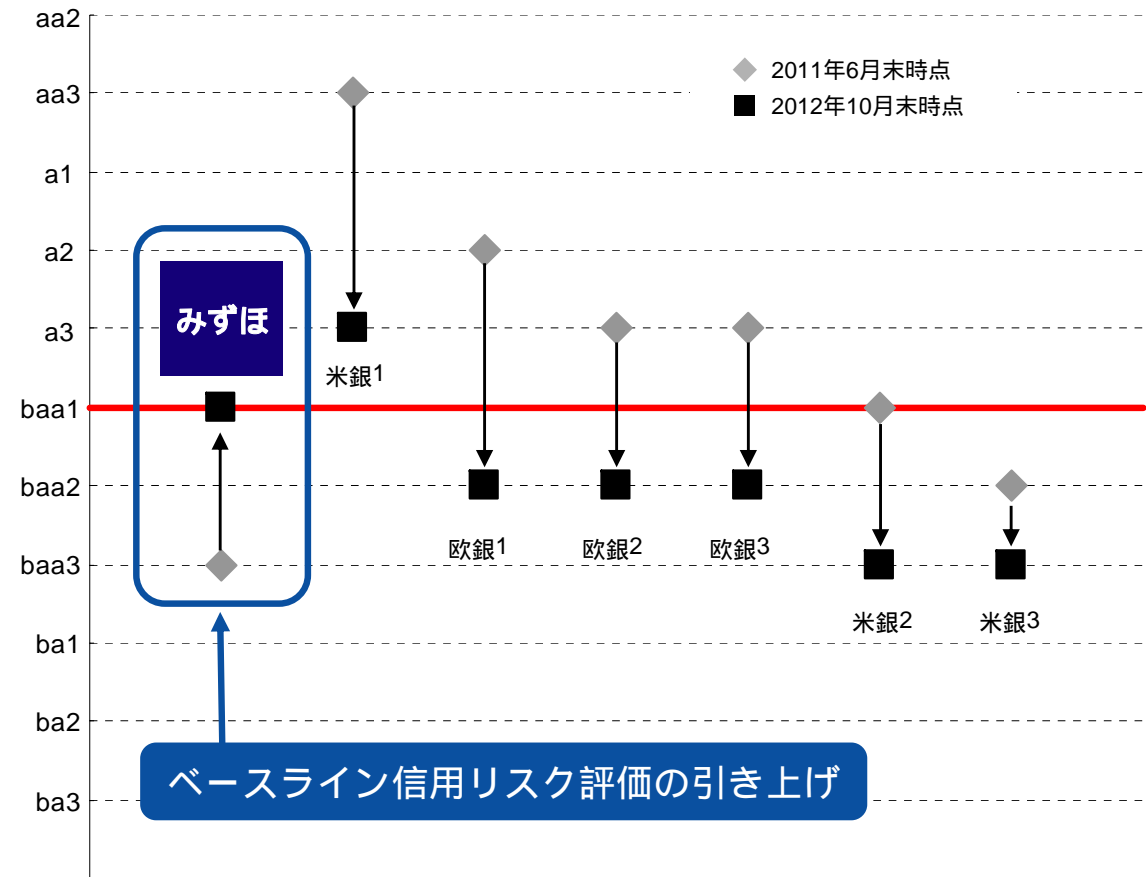 aa2
aa3
a1
a2
a3
baa1
baa2
baa3
ba1
ba2
ba3
2011年6月末時点
2012年10月末時点
みずほ
米銀1
欧銀1
欧銀2
欧銀3
米銀2
米銀3
ベースライン信用リスク評価の引き上げ